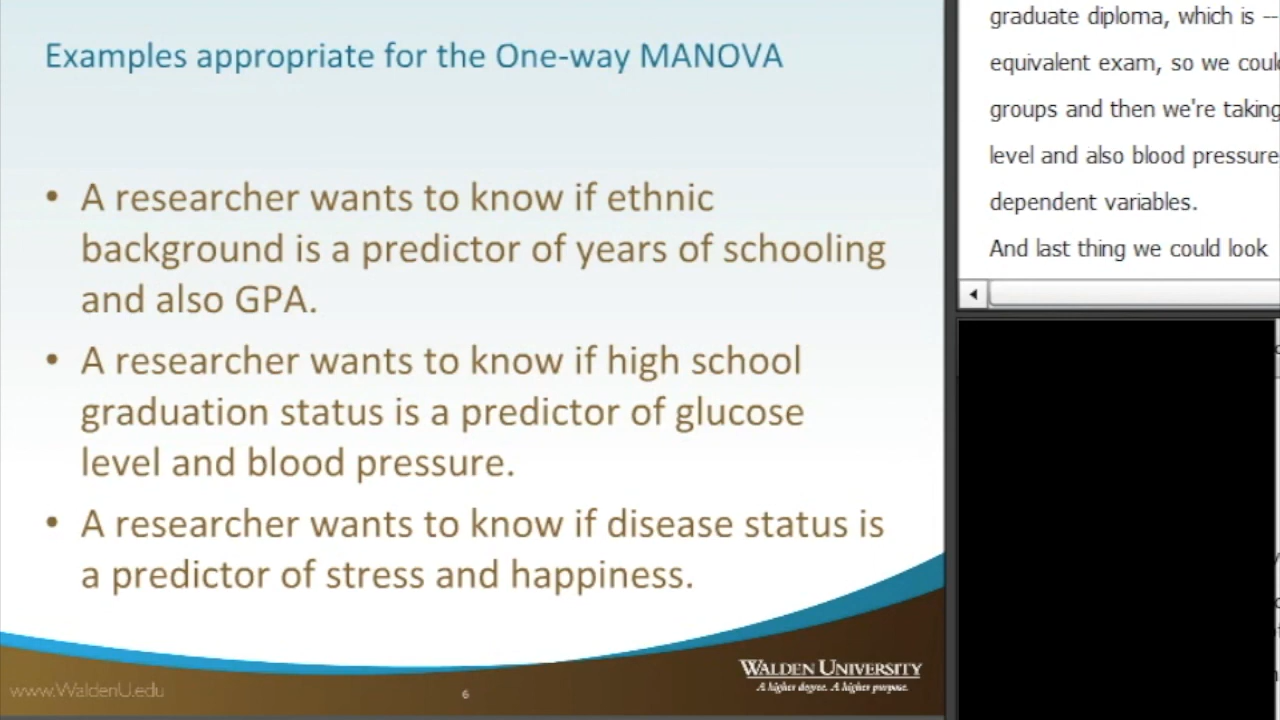 Examples appropriate for the One-way MANOVA
• A researcher wants to know if ethnic
background is a predictor of years of schooling
and also GPA.
• A researcher wants to know if high school
graduation status is a predictor of glucose
level and blood pressure.
• A researcher wants to know if disease status is
a predictor of stress and happiness.
www.WaldenU.edu
6
WALDEN UNIVERSITY
A higher degree. A higher purpose.
graduate diploma, which is --
equivalent exam, so we could
groups and then we're taking
level and also blood pressure
dependent variables.
And last thing we could look